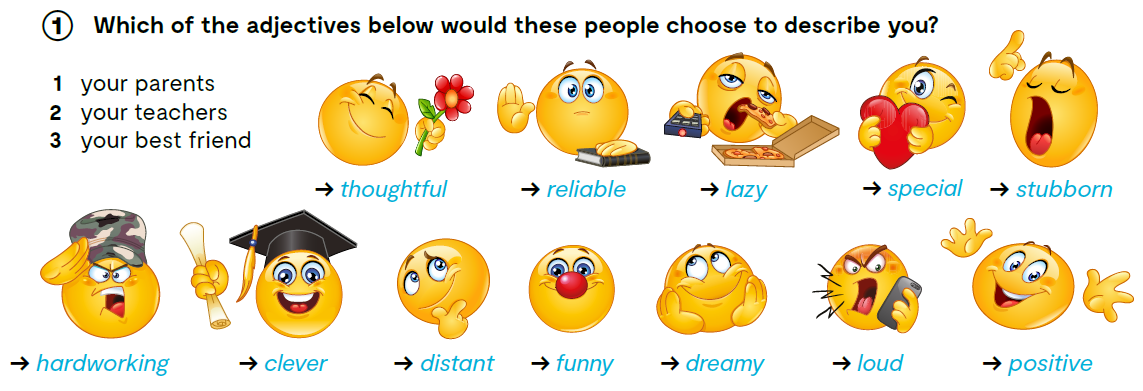 1 Which of the adjectives below would these people choose to describe you?
1 your parents
2 your teachers
3 your best friend
→ thoughtful → reliable → lazy → special → stubborn
→ hardworking → clever → distant → funny → dreamy → loud → positive